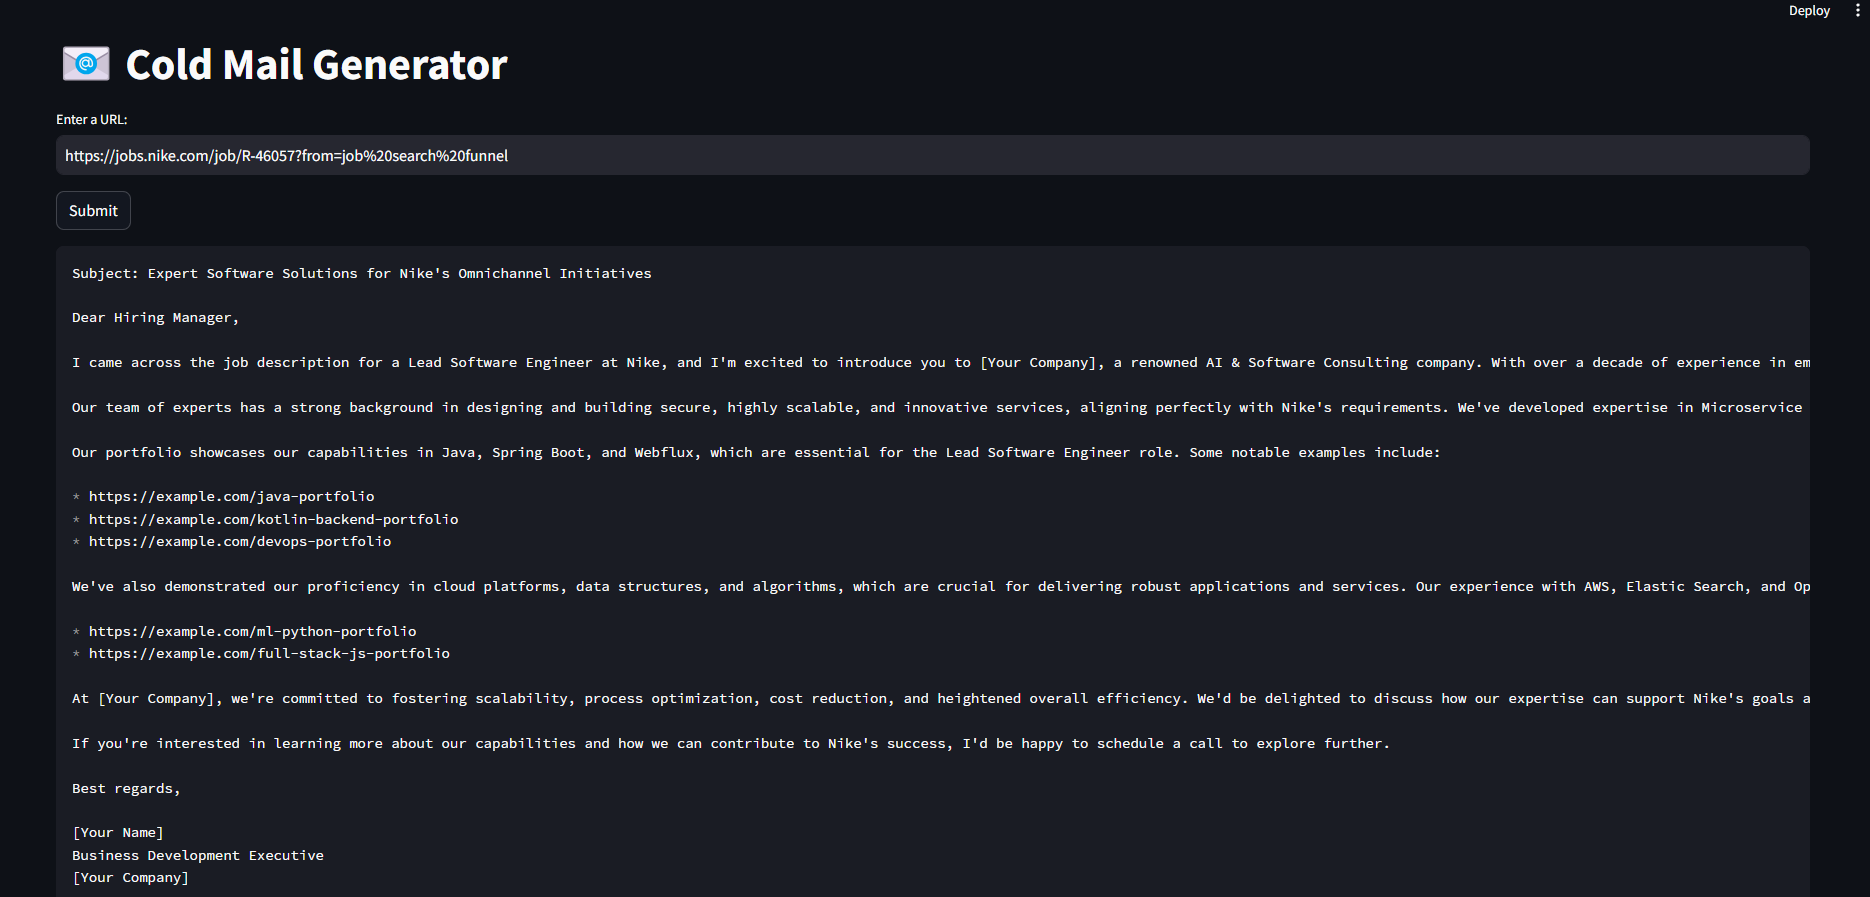 Deploy
Cold Mail Generator
Enter a URL:
https://jobs.nike.com/job/R-46057?from=job%20search%20funnel
Submit
Subject: Expert Software Solutions for Nike's Omnichannel Initiatives
Dear Hiring Manager,
I came across the job description for a Lead Software Engineer at Nike, and I'm excited to introduce you to [Your Company], a renowned AI & Software Consulting company. With over a decade of experience in em
Our team of experts has a strong background in designing and building secure, highly scalable, and innovative services, aligning perfectly with Nike's requirements. We've developed expertise in Microservice
Our portfolio showcases our capabilities in Java, Spring Boot, and Webflux, which are essential for the Lead Software Engineer role. Some notable examples include:
* https://example.com/java-portfolio
* https://example.com/kotlin-backend-portfolio
* https://example.com/devops-portfolio
We've also demonstrated our proficiency in cloud platforms, data structures, and algorithms, which are crucial for delivering robust applications and services. Our experience with AWS, Elastic Search, and Op
* https://example.com/ml-python-portfolio
* https://example.com/full-stack-js-portfolio
At [Your Company], we're committed to fostering scalability, process optimization, cost reduction, and heightened overall efficiency. We'd be delighted to discuss how our expertise can support Nike's goals a
If you're interested in learning more about our capabilities and how we can contribute to Nike's success, I'd be happy to schedule a call to explore further.
Best regards,
[Your Name]
Business Development Executive
[Your Company]